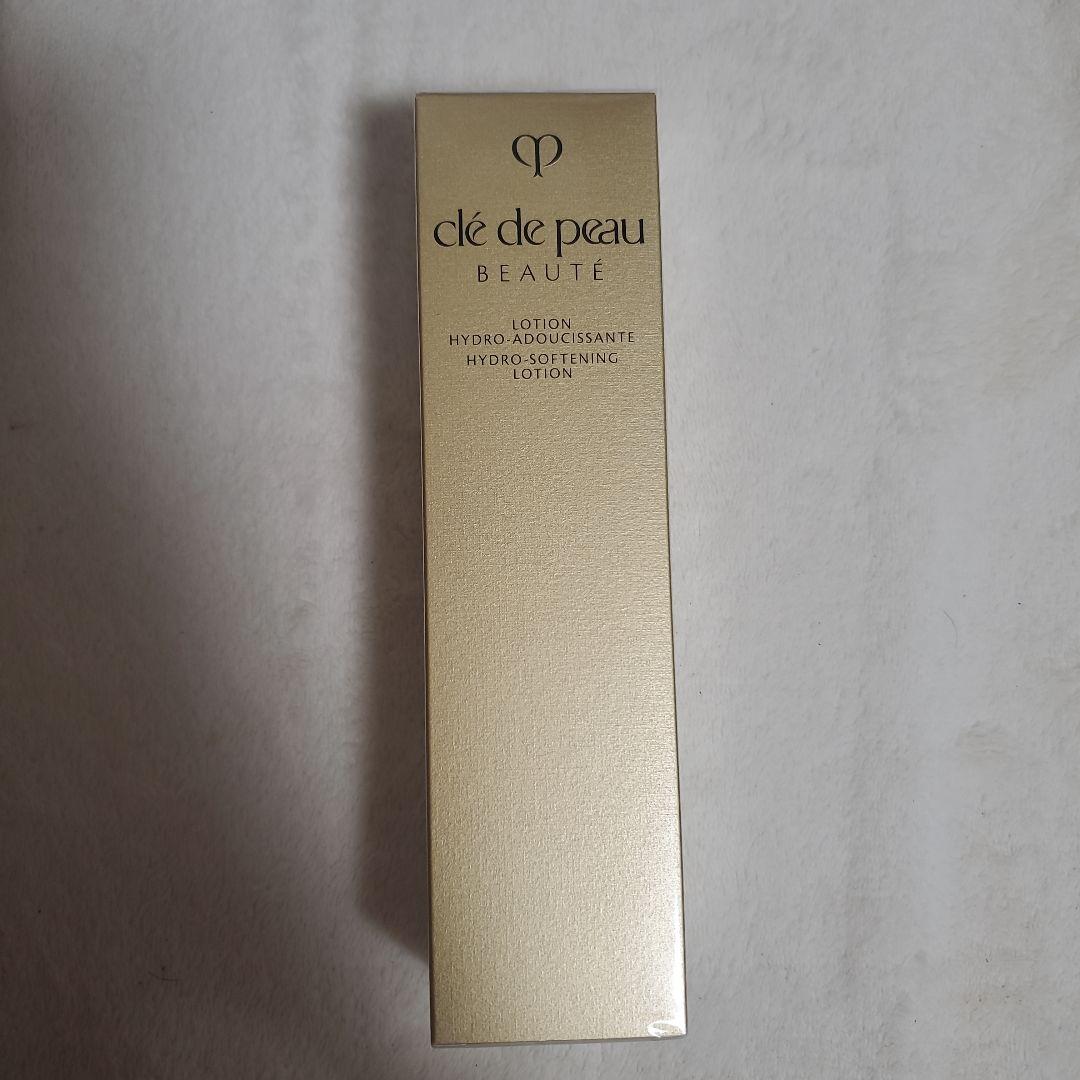 clé de peau
BEAUTÉ
LOTION
HYDRO-ADOUCISSANTE
HYDRO-SOFTENING
LOTION